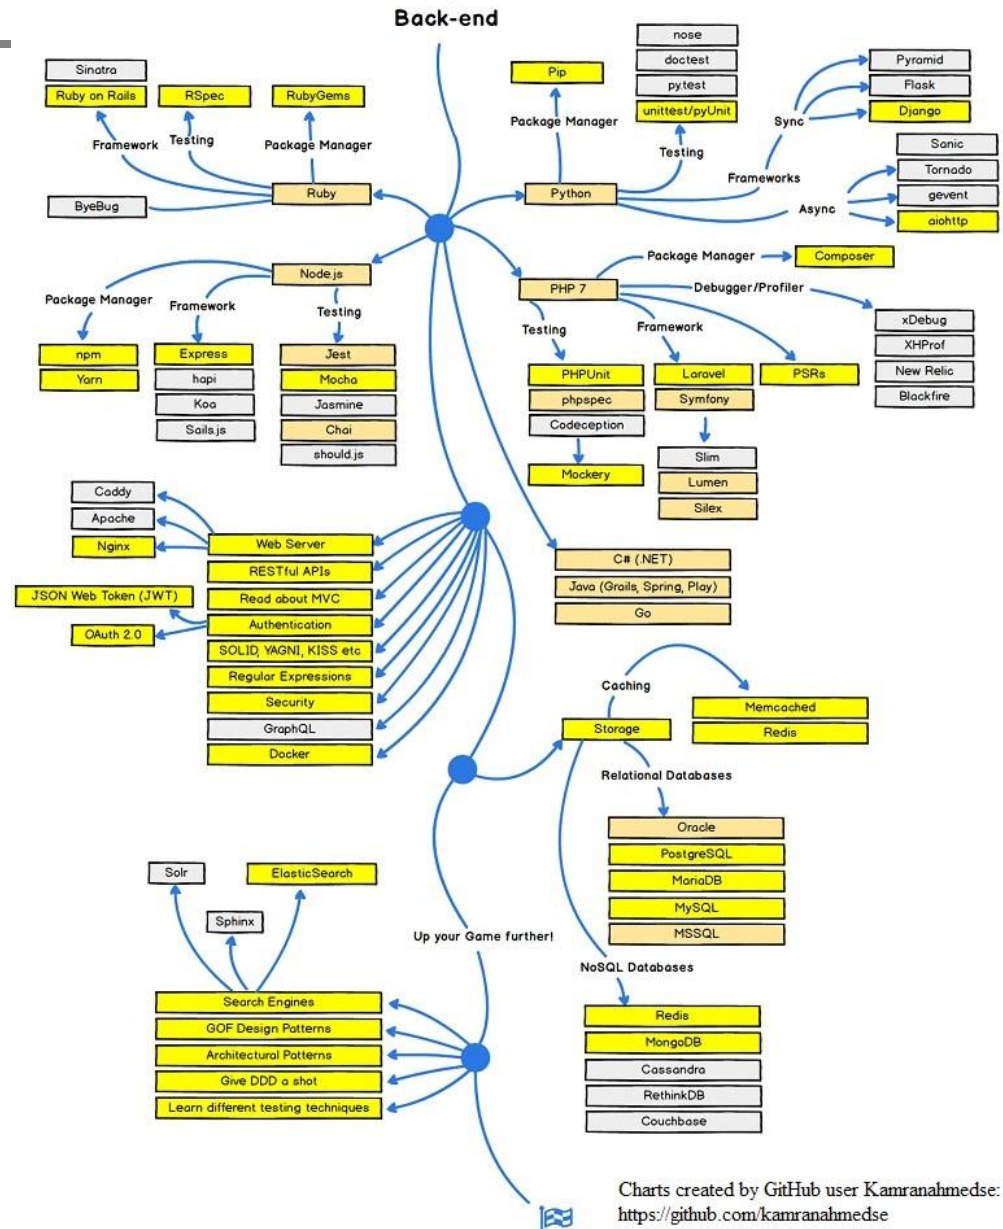 Back-end
Sinatra
Ruby on Rails
RSpec
RubyGems
Framework
Testing
Package Manager
ByeBug
Ruby
Pip
Package Manager
nose
doctest
py.test
unittest/pyUnit
Testing
Python
Sync
Frameworks
Async
Pyramid
Flask
Django
Sanic
Tornado
gevent
aiohttp
Node.js
Package Manager
Framework
Testing
npm
Yarn
Express
hapi
Koa
Sails.js
Jest
Mocha
Jasmine
Chai
should.js
PHP 7
Package Manager
Composer
Debugger/Profiler
xDebug
XHProf
New Relic
Blackfire
Testing
Framework
PHPUnit
phpspec
Codeception
Mockery
Laravel
Symfony
Slim
Lumen
Silex
PSRs
Caddy
Apache
Nginx
JSON Web Token (JWT)
OAuth 2.0
Web Server
RESTful APIs
Read about MVC
Authentication
SOLID, YAGNI, KISS etc
Regular Expressions
Security
GraphQL
Docker
C# (.NET)
Java (Grails, Spring, Play)
Go
Caching
Storage
Memcached
Redis
Relational Databases
Oracle
PostgreSQL
MariaDB
MySQL
MSSQL
NoSQL Databases
Redis
MongoDB
Cassandra
RethinkDB
Couchbase
Solr
Sphinx
ElasticSearch
Up your Game further!
Search Engines
GOF Design Patterns
Architectural Patterns
Give DDD a shot
Learn different testing techniques
Charts created by GitHub user Kamranahmedse:
https://github.com/kamranahmedse